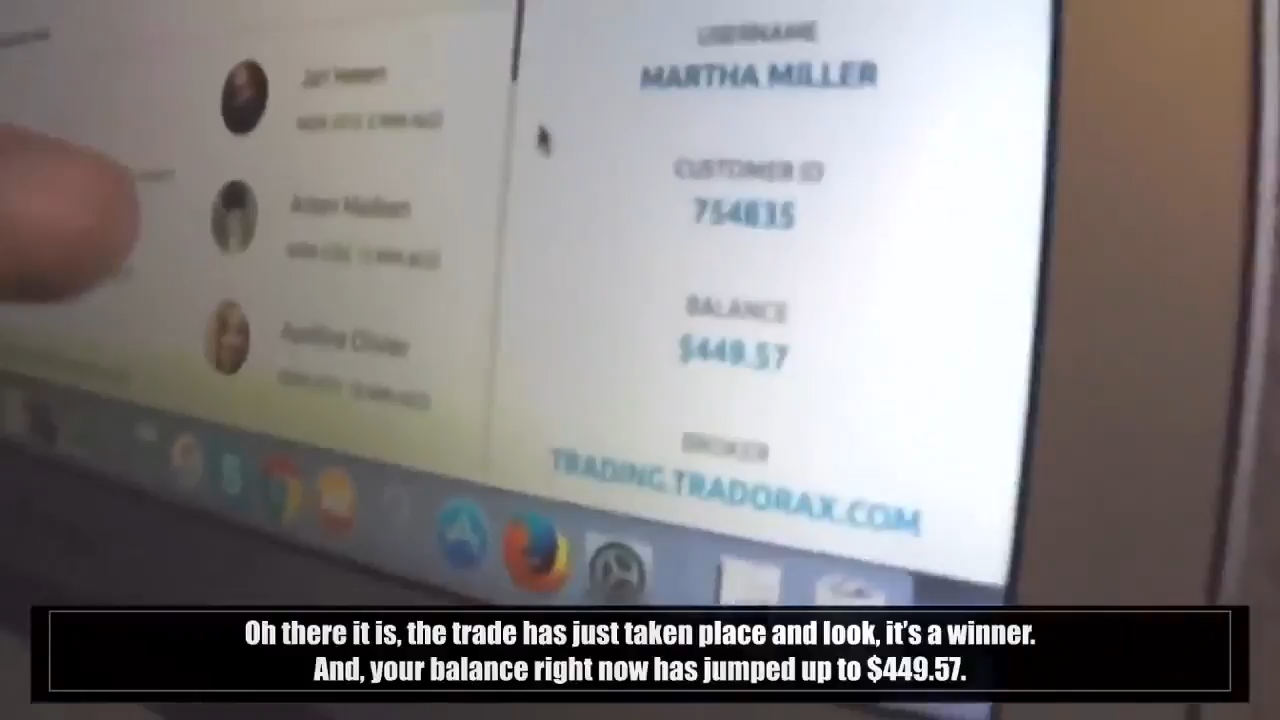 USERNAME
MARTHA MILLER
CUSTOMER ID
754835
BALANCE
$449.57
BROKER
TRADING.TRADORAX.COM
Oh there it is, the trade has just taken place and look, it's a winner.
And, your balance right now has jumped up to $449.57.